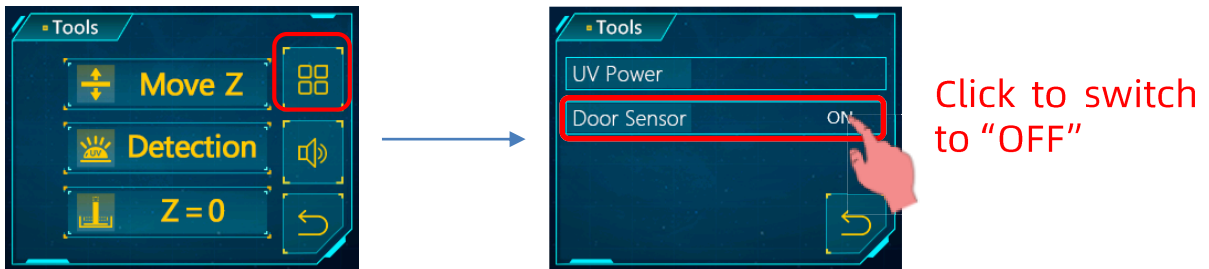 Tools
Move Z
UV
Detection
Z = 0
Tools
UV Power
Door Sensor ON
Click to switch
to “OFF”